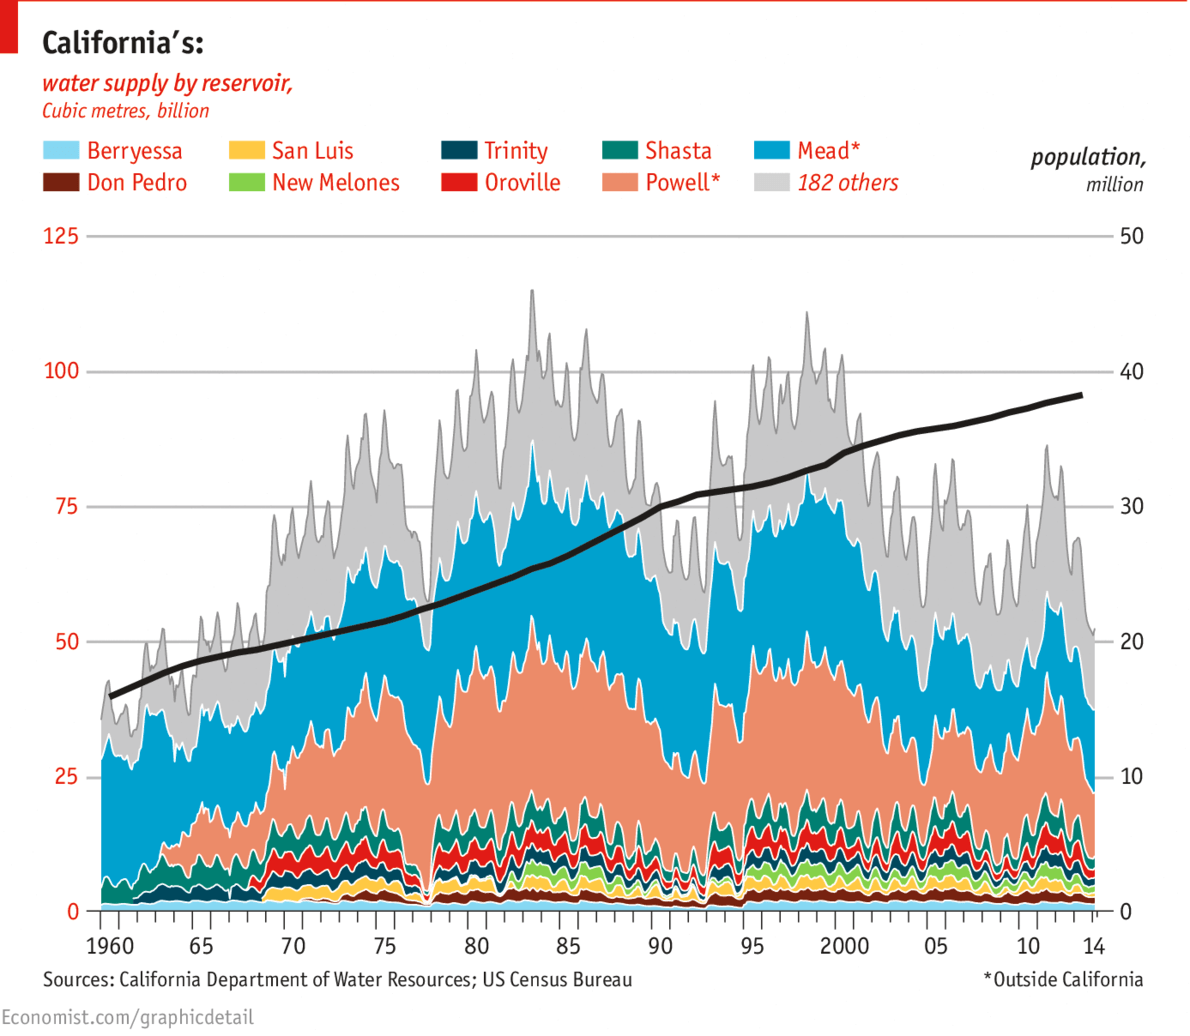 California's:
water supply by reservoir,
Cubic metres, billion
Berryessa San Luis Trinity Shasta Mead*
Don Pedro New Melones Oroville Powell* 182 others
population,
million
125 50
100 40
75 30
50 20
25 10
0 0
1960 65 70 75 80 85 90 95 2000 05 10 14
Sources: California Department of Water Resources; US Census Bureau *Outside California
Economist.com/graphicdetail